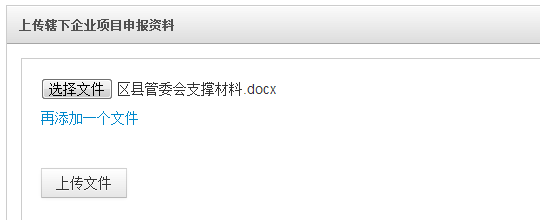 上传辖下企业项目申报资料
选择文件 区县管委会支撑材料.docx
再添加一个文件
上传文件